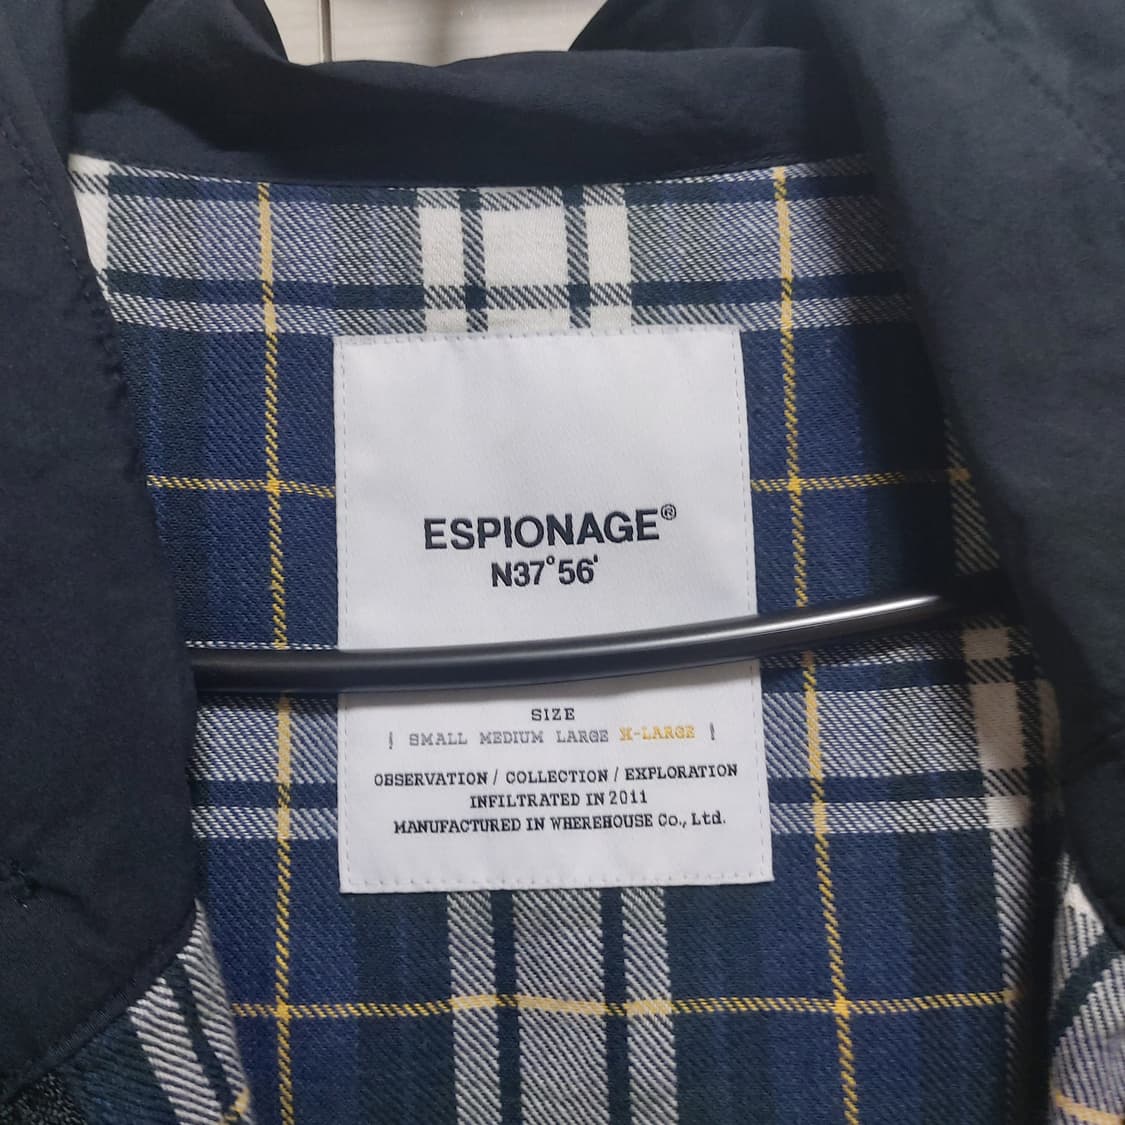 ESPIONAGE®
N37°56'
SIZE
| SMALL MEDIUM LARGE X-LARGE |
OBSERVATION / COLLECTION / EXPLORATION
INFILTRATED IN 2011
MANUFACTURED IN WHEREHOUSE Co., Ltd.